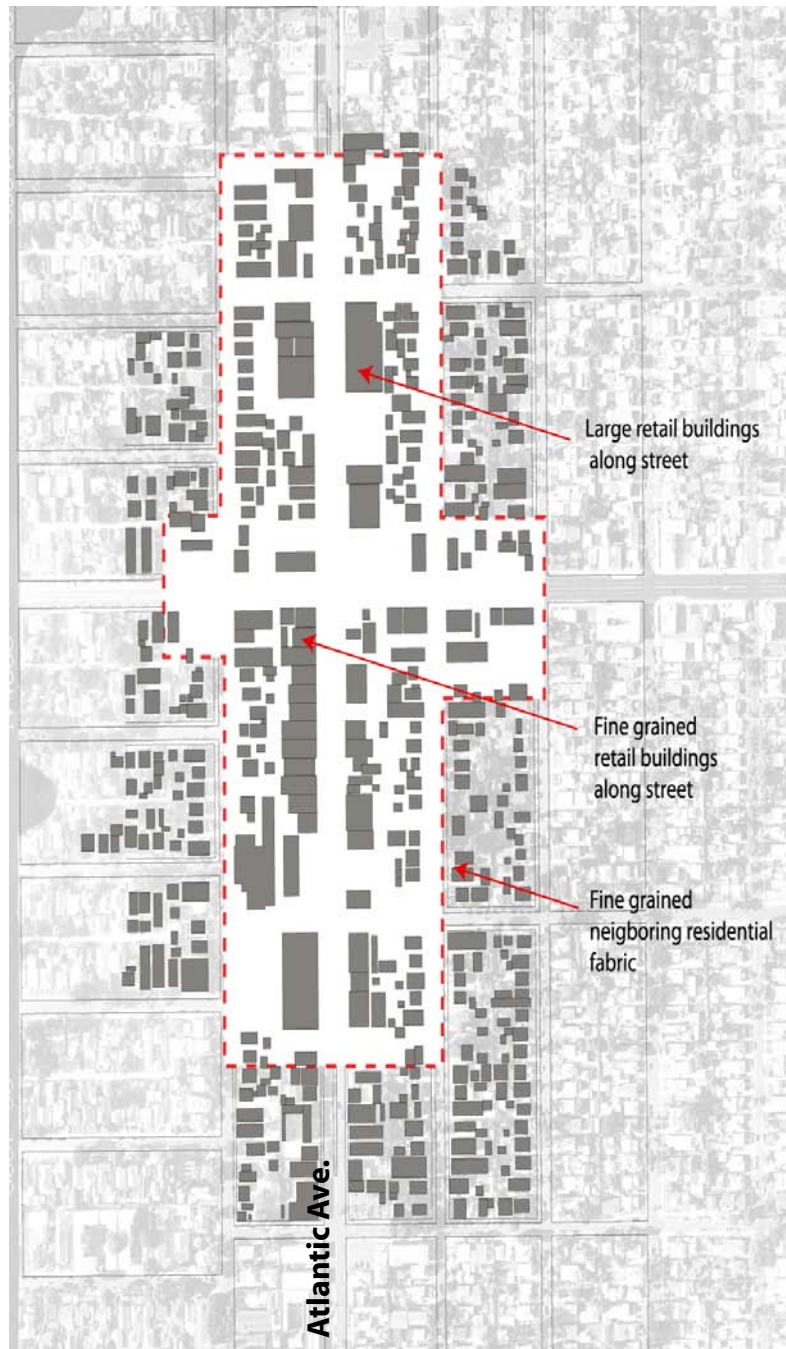 Large retail buildings
along street
Fine grained
retail buildings
along street
Fine grained
neigboring residential
fabric
Atlantic Ave.